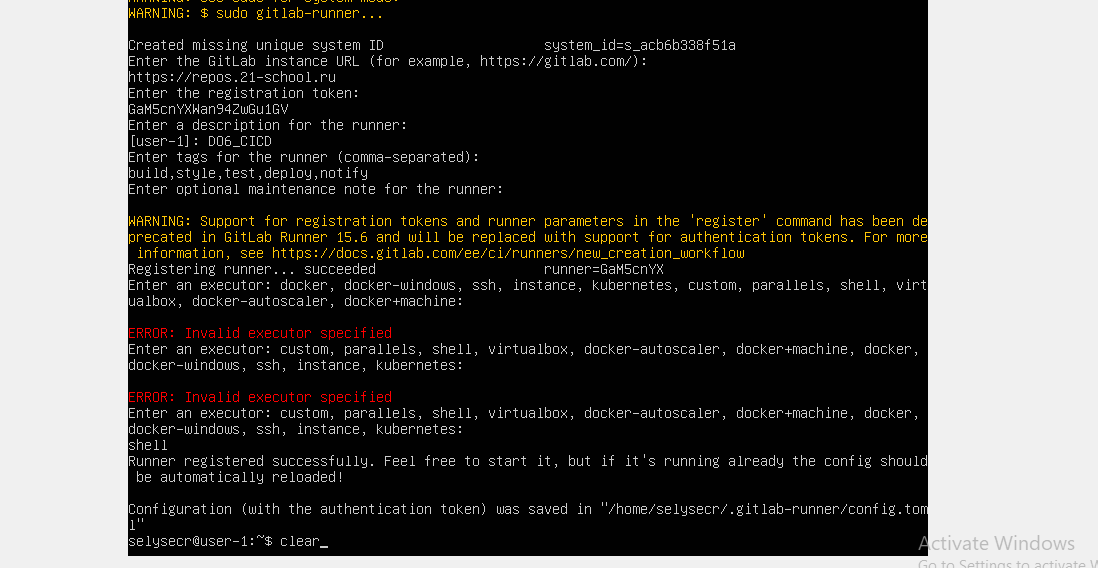 WARNING: $ sudo gitlab-runner...
Created missing unique system ID system_id=s_acb6b338f51a
Enter the GitLab instance URL (for example, https://gitlab.com/):
https://repos.21-school.ru
Enter the registration token:
GaM5cnYXWan94ZwGu1GV
Enter a description for the runner:
[user-1]: DO6_CICD
Enter tags for the runner (comma-separated):
build,style,test,deploy,notify
Enter optional maintenance note for the runner:
WARNING: Support for registration tokens and runner parameters in the 'register' command has been de
precated in GitLab Runner 15.6 and will be replaced with support for authentication tokens. For more
information, see https://docs.gitlab.com/ee/ci/runners/new_creation_workflow
Registering runner... succeeded runner=GaM5cnYX
Enter an executor: docker, docker-windows, ssh, instance, kubernetes, custom, parallels, shell, virt
ualbox, docker-autoscaler, docker+machine:
ERROR: Invalid executor specified
Enter an executor: custom, parallels, shell, virtualbox, docker-autoscaler, docker+machine, docker,
docker-windows, ssh, instance, kubernetes:
ERROR: Invalid executor specified
Enter an executor: custom, parallels, shell, virtualbox, docker-autoscaler, docker+machine, docker,
docker-windows, ssh, instance, kubernetes:
shell
Runner registered successfully. Feel free to start it, but if it's running already the config should
be automatically reloaded!
Configuration (with the authentication token) was saved in "/home/selysecr/.gitlab-runner/config.tom
l"
selysecr@user-1:~$ clear_
Activate Windows
Go to Settings to activate W